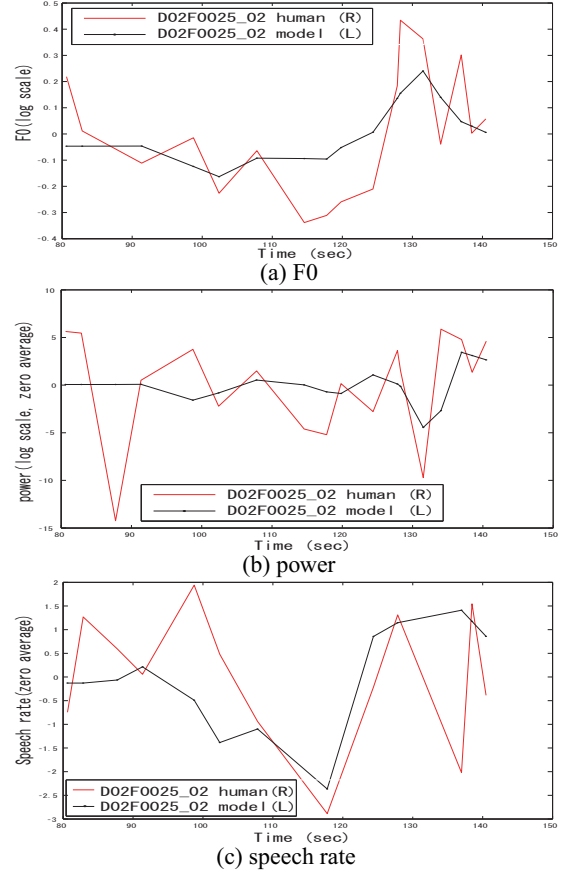 0.5
D02F0025_02 human (R)
D02F0025_02 model (L)
0.4
0.3
0.2
0.1
0
-0.1
-0.2
-0.3
-0.4
F0(log scale)
80 90 100 110 120 130 140 150
Time (sec)
(a) F0
10
5
0
-5
-10
-15
power(log scale, zero average)
D02F0025_02 human (R)
D02F0025_02 model (L)
80 90 100 110 120 130 140 150
Time (sec)
(b) power
2
1.5
1
0.5
0
-0.5
-1
-1.5
-2
-2.5
-3
Speech rate(zero average)
D02F0025_02 human(R)
D02F0025_02 model(L)
80 90 100 110 120 130 140 150
Time (sec)
(c) speech rate